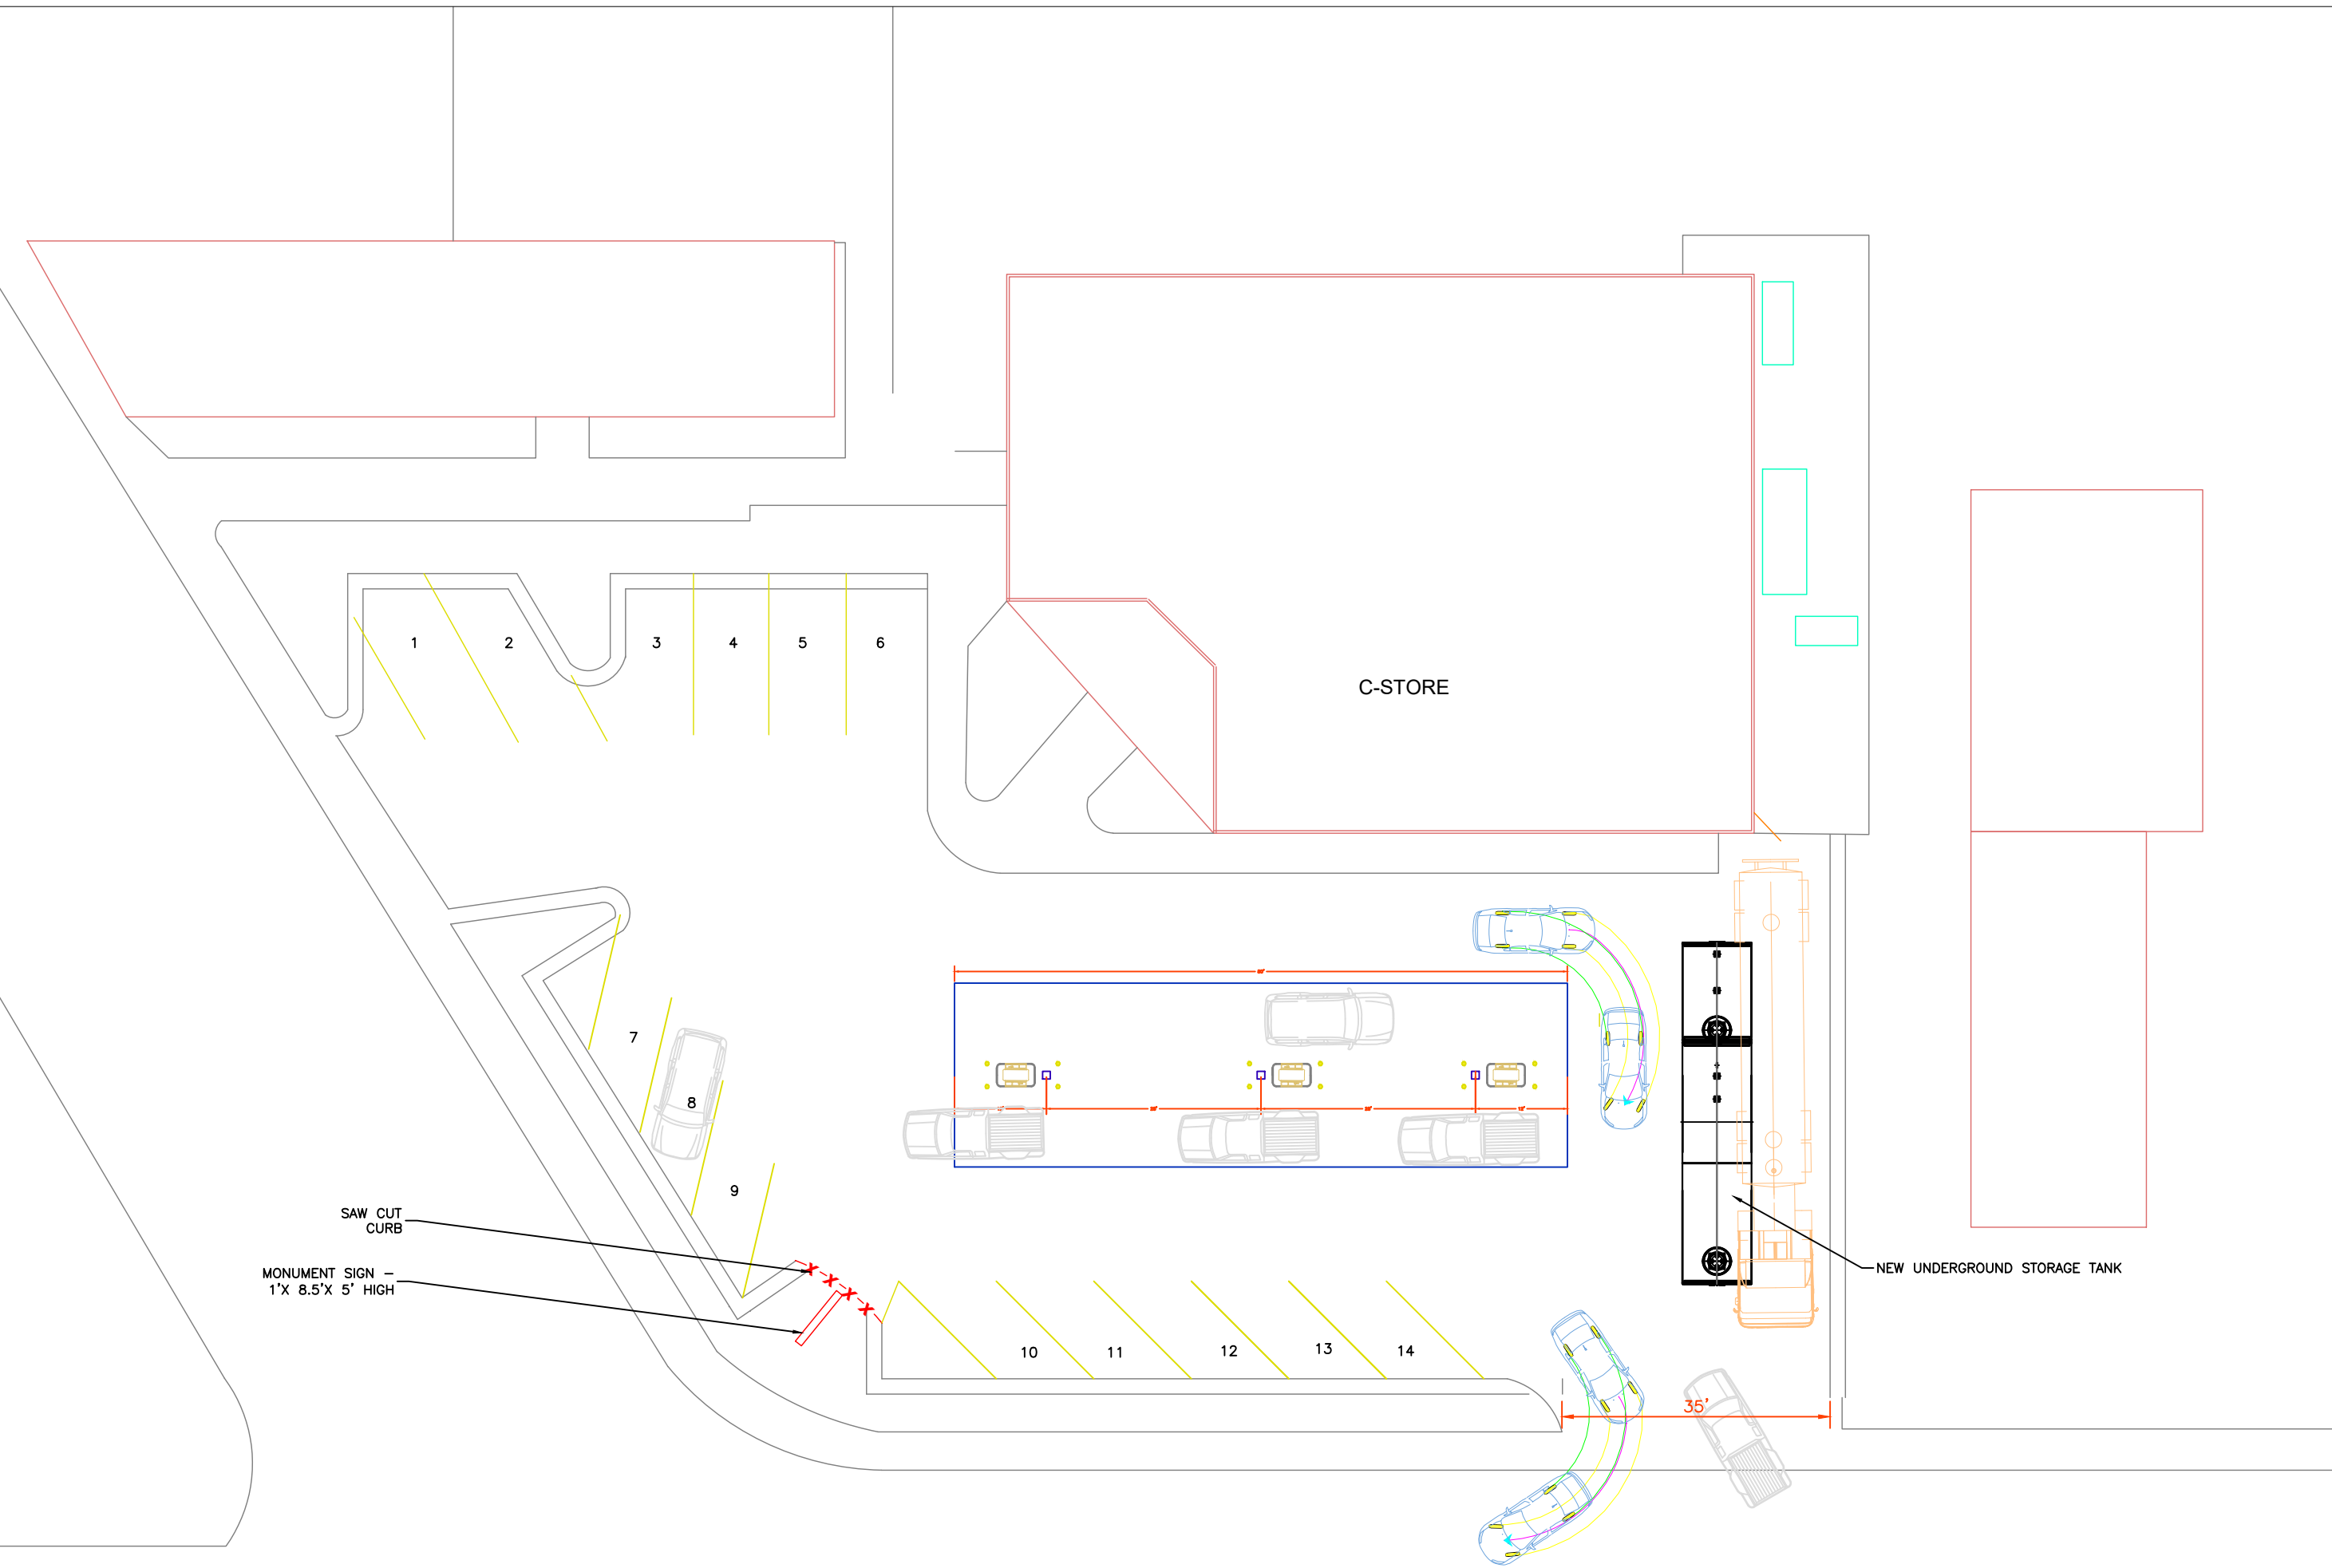 1
2
3
4
5
6
C-STORE
7
8
9
SAW CUT
CURB
MONUMENT SIGN –
1'X 8.5'X 5' HIGH
NEW UNDERGROUND STORAGE TANK
10
11
12
13
14
35'